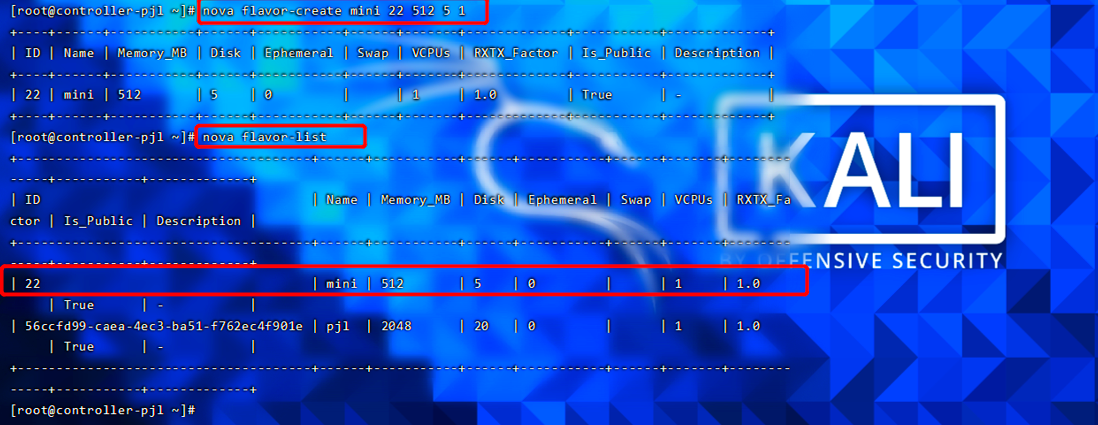 [root@controller-pjl ~]# nova flavor-create mini 22 512 5 1
+----+------+-----------+------+-----------+------+-------+-------------+-----------+-------------+
| ID | Name | Memory_MB | Disk | Ephemeral | Swap | VCPUs | RXTX_Factor | Is_Public | Description |
+----+------+-----------+------+-----------+------+-------+-------------+-----------+-------------+
| 22 | mini | 512       | 5    | 0         |      | 1     | 1.0         | True      | -           |
+----+------+-----------+------+-----------+------+-------+-------------+-----------+-------------+
[root@controller-pjl ~]# nova flavor-list
+--------------------------------------+------+-----------+------+-----------+------+-------+--------
-----+-----------+-------------+
| ID                                   | Name | Memory_MB | Disk | Ephemeral | Swap | VCPUs | RXTX_Fa
ctor | Is_Public | Description |
+--------------------------------------+------+-----------+------+-----------+------+-------+--------
-----+-----------+-------------+
| 22                                   | mini | 512       | 5    | 0         |      | 1     | 1.0
     | True      | -           |
| 56ccfd99-caea-4ec3-ba51-f762ec4f901e | pjl  | 2048      | 20   | 0         |      | 1     | 1.0
     | True      | -           |
+--------------------------------------+------+-----------+------+-----------+------+-------+--------
-----+-----------+-------------+
[root@controller-pjl ~]#
KALI
BY OFFENSIVE SECURITY